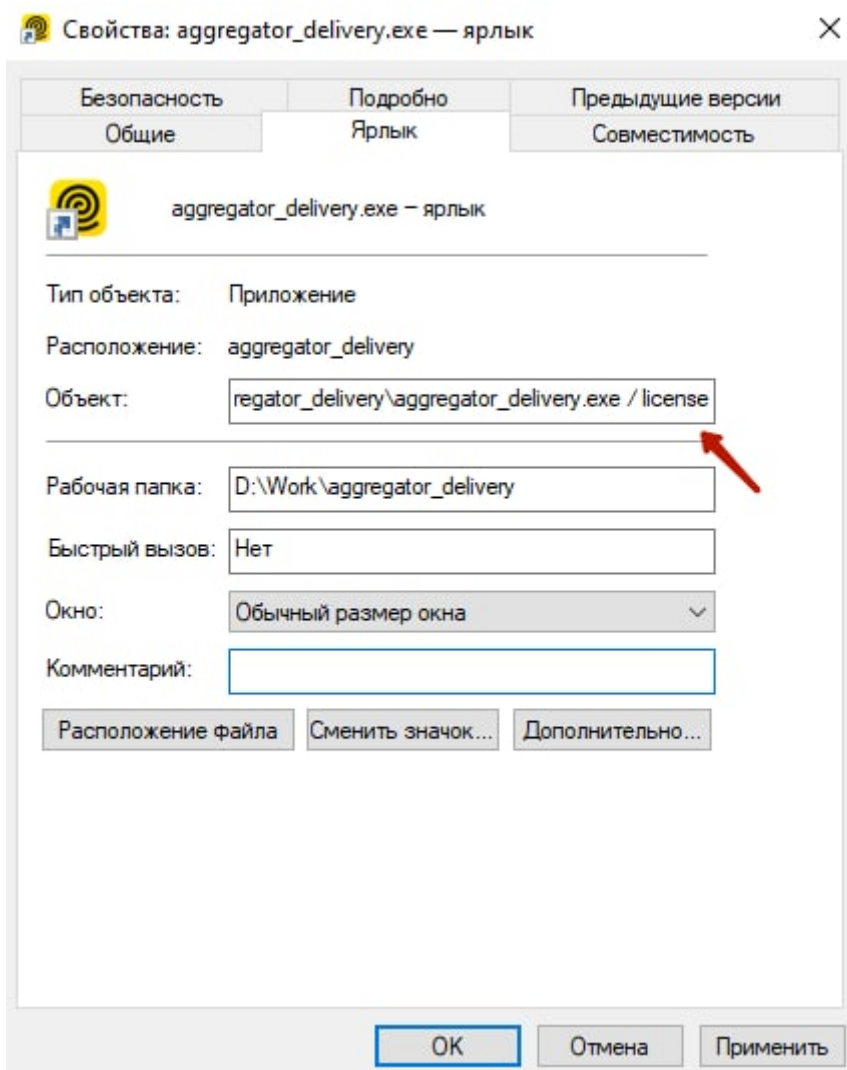 Свойства: aggregator_delivery.exe — ярлык
Безопасность Подробно Предыдущие версии
Общие Ярлык Совместимость
aggregator_delivery.exe – ярлык
Тип объекта: Приложение
Расположение: aggregator_delivery
Объект: regator_delivery\aggregator_delivery.exe / license
Рабочая папка: D:\Work\aggregator_delivery
Быстрый вызов: Нет
Окно: Обычный размер окна
Комментарий:
Расположение файла Сменить значок... Дополнительно...
OK Отмена Применить